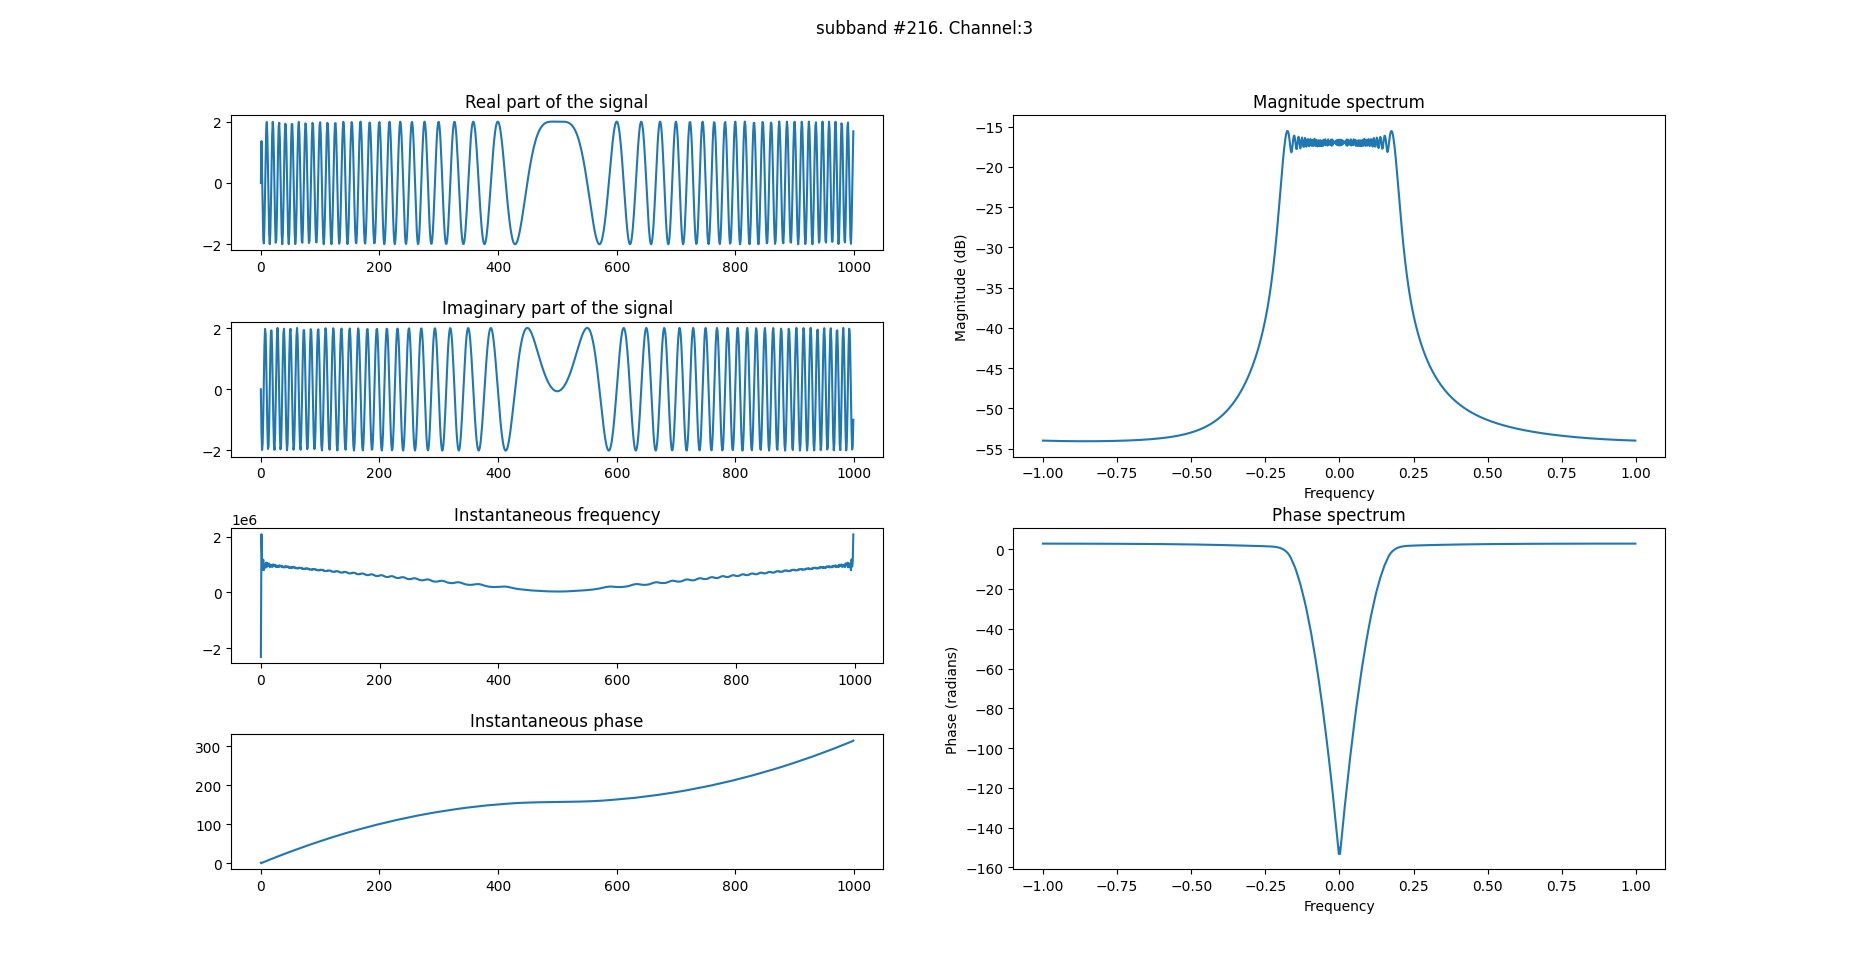 subband #216. Channel:3
Real part of the signal
2
0
−2
0 200 400 600 800 1000
Imaginary part of the signal
2
0
−2
0 200 400 600 800 1000
Instantaneous frequency
1e6
2
0
−2
0 200 400 600 800 1000
Instantaneous phase
300
200
100
0
0 200 400 600 800 1000
Magnitude spectrum
Magnitude (dB)
−15
−20
−25
−30
−35
−40
−45
−50
−55
−1.00 −0.75 −0.50 −0.25 0.00 0.25 0.50 0.75 1.00
Frequency
Phase spectrum
Phase (radians)
0
−20
−40
−60
−80
−100
−120
−140
−160
−1.00 −0.75 −0.50 −0.25 0.00 0.25 0.50 0.75 1.00
Frequency